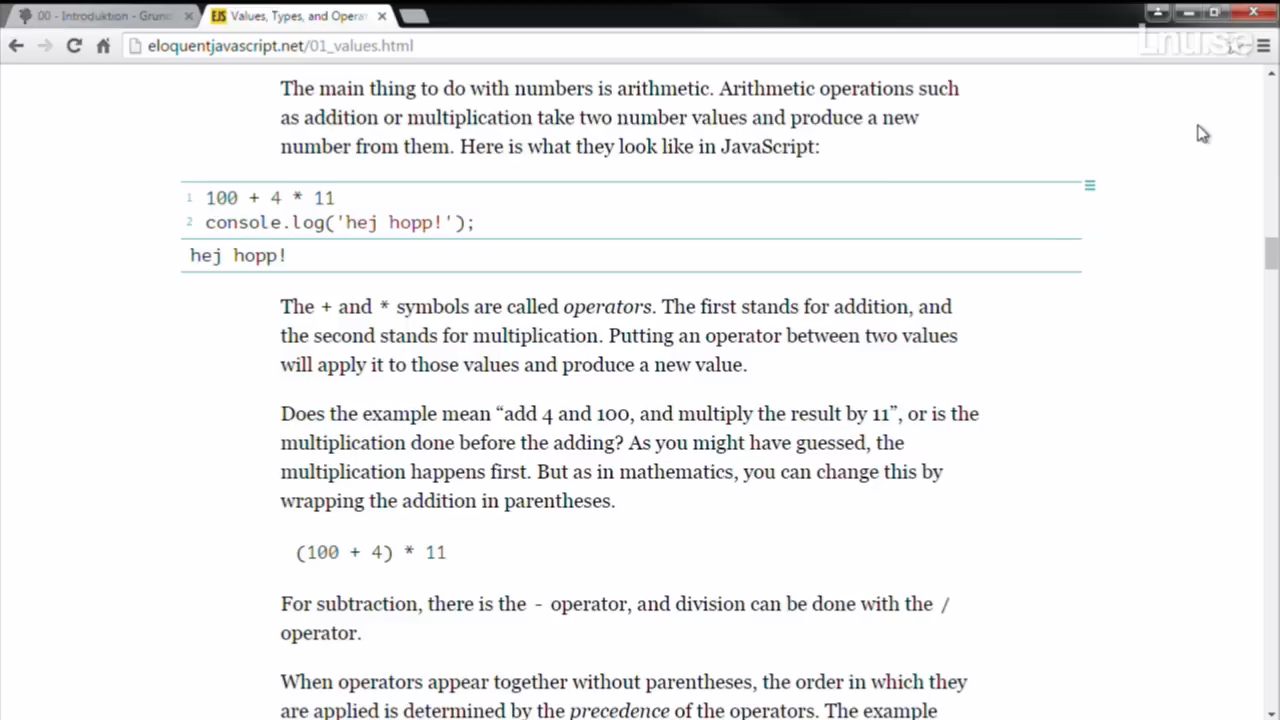 00 - Introduktion - Grun
EJS Values, Types, and Operat
eloquentjavascript.net/01_values.html
Lnu.se
The main thing to do with numbers is arithmetic. Arithmetic operations such
as addition or multiplication take two number values and produce a new
number from them. Here is what they look like in JavaScript:
1 100 + 4 * 11
2 console.log('hej hopp!');
hej hopp!
The + and * symbols are called operators. The first stands for addition, and
the second stands for multiplication. Putting an operator between two values
will apply it to those values and produce a new value.
Does the example mean “add 4 and 100, and multiply the result by 11”, or is the
multiplication done before the adding? As you might have guessed, the
multiplication happens first. But as in mathematics, you can change this by
wrapping the addition in parentheses.
(100 + 4) * 11
For subtraction, there is the - operator, and division can be done with the /
operator.
When operators appear together without parentheses, the order in which they
are applied is determined by the precedence of the operators. The example